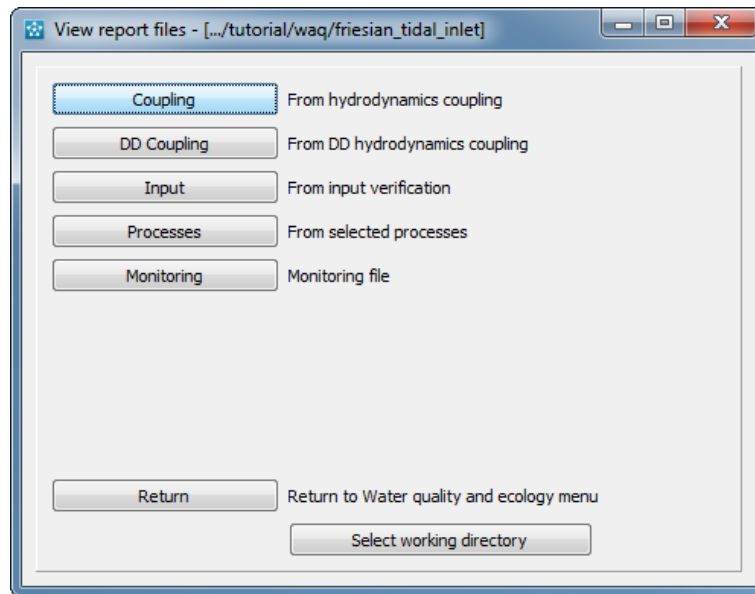 View report files - [.../tutorial/waq/friesian_tidal_inlet]
Coupling From hydrodynamics coupling
DD Coupling From DD hydrodynamics coupling
Input From input verification
Processes From selected processes
Monitoring Monitoring file
Return Return to Water quality and ecology menu
Select working directory